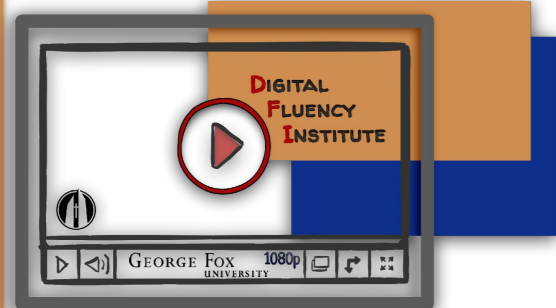 DIGITAL
FLUENCY
INSTITUTE
GEORGE FOX 1080p
UNIVERSITY